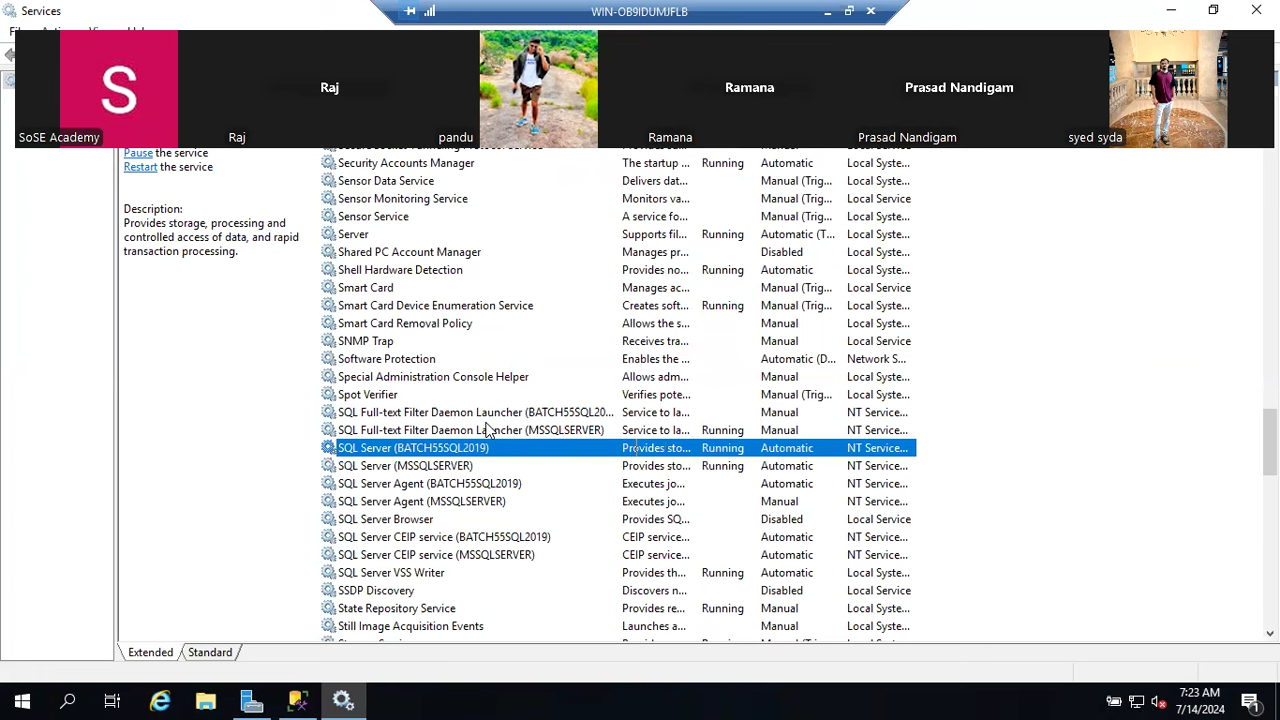 Services
WIN-OB9IDUMJFLB
S
Raj
Ramana
Prasad Nandigam
SoSE Academy
Raj
pandu
Ramana
Prasad Nandigam
syed syda
Pause the service
Restart the service
Description:
Provides storage, processing and
controlled access of data, and rapid
transaction processing.
Security Accounts Manager The startup ... Running Automatic Local Syste...
Sensor Data Service Delivers dat... Manual (Trig... Local Syste...
Sensor Monitoring Service Monitors va... Manual (Trig... Local Service
Sensor Service A service fo... Manual (Trig... Local Syste...
Server Supports fil... Running Automatic (T... Local Syste...
Shared PC Account Manager Manages pr... Disabled Local Syste...
Shell Hardware Detection Provides no... Running Automatic Local Syste...
Smart Card Manages ac... Manual (Trig... Local Service
Smart Card Device Enumeration Service Creates soft... Running Manual (Trig... Local Syste...
Smart Card Removal Policy Allows the s... Manual Local Syste...
SNMP Trap Receives tra... Manual Local Service
Software Protection Enables the ... Automatic (D... Network S...
Special Administration Console Helper Allows adm... Manual Local Syste...
Spot Verifier Verifies pote... Manual (Trig... Local Syste...
SQL Full-text Filter Daemon Launcher (BATCH55SQL20... Service to la... Manual NT Service...
SQL Full-text Filter Daemon Launcher (MSSQLSERVER) Service to la... Running Manual NT Service...
SQL Server (BATCH55SQL2019) Provides sto... Running Automatic NT Service...
SQL Server (MSSQLSERVER) Provides sto... Running Automatic NT Service...
SQL Server Agent (BATCH55SQL2019) Executes jo... Automatic NT Service...
SQL Server Agent (MSSQLSERVER) Executes jo... Manual NT Service...
SQL Server Browser Provides SQ... Disabled Local Service
SQL Server CEIP service (BATCH55SQL2019) CEIP service... Automatic NT Service...
SQL Server CEIP service (MSSQLSERVER) CEIP service... Automatic NT Service...
SQL Server VSS Writer Provides th... Running Automatic Local Syste...
SSDP Discovery Discovers n... Disabled Local Service
State Repository Service Provides re... Running Manual Local Syste...
Still Image Acquisition Events Launches a... Manual Local Syste...
Extended Standard
7:23 AM
7/14/2024
1